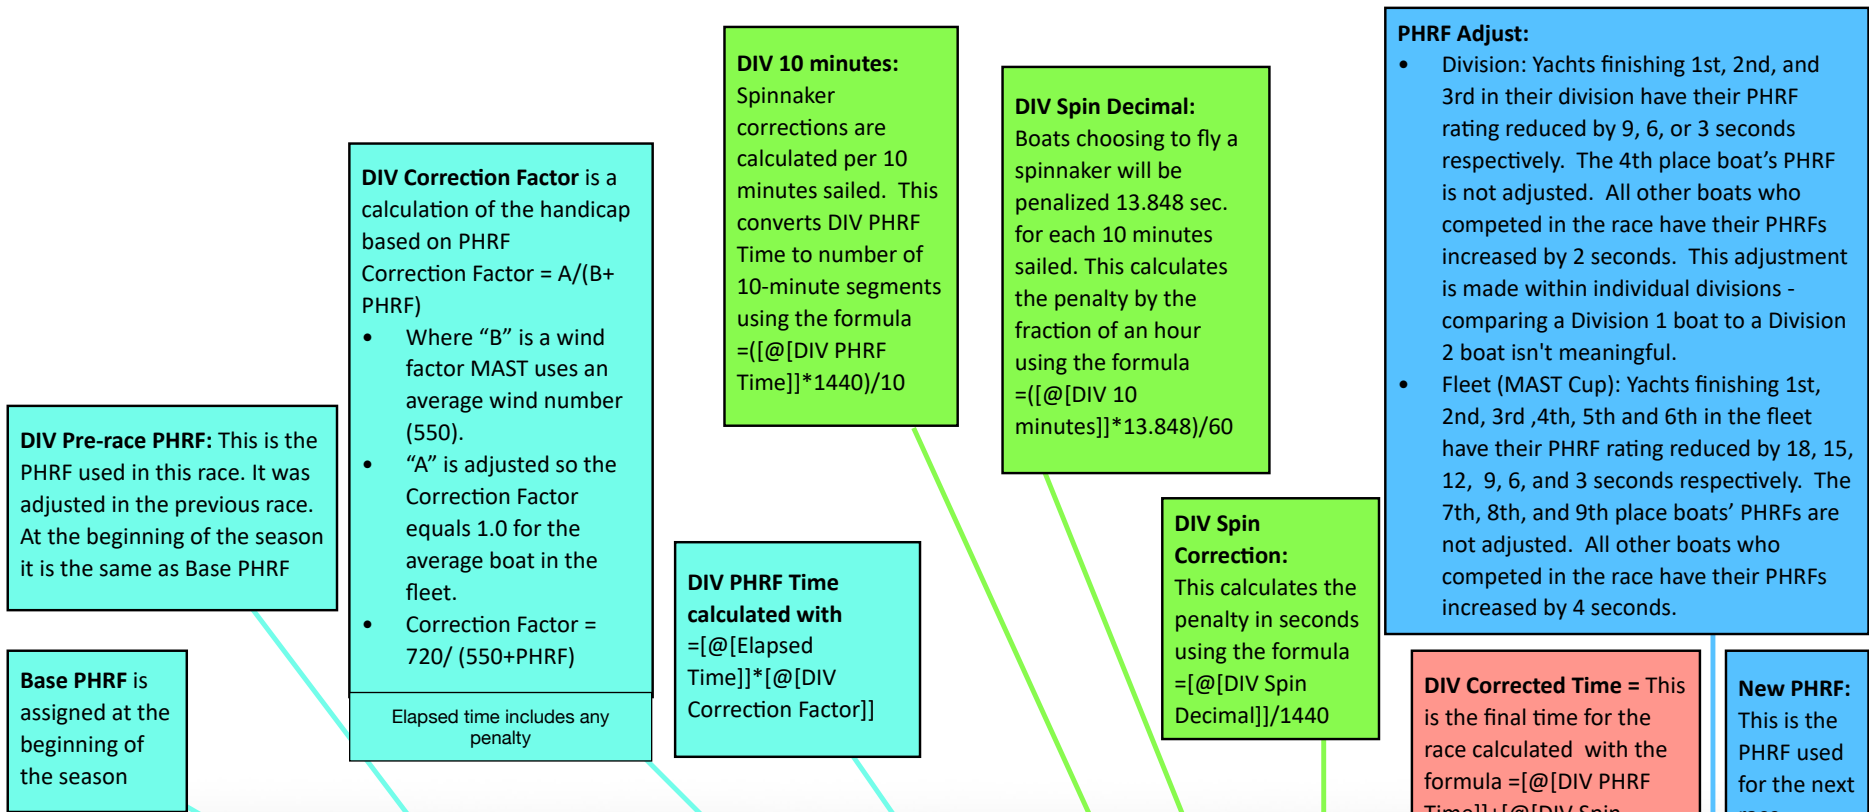 DIV Pre-race PHRF: This is the
PHRF used in this race. It was
adjusted in the previous race.
At the beginning of the season
it is the same as Base PHRF
Base PHRF is
assigned at the
beginning of
the season
DIV Correction Factor is a
calculation of the handicap
based on PHRF
Correction Factor = A/(B+
PHRF)
• Where “B” is a wind
factor MAST uses an
average wind number
(550).
• “A” is adjusted so the
Correction Factor
equals 1.0 for the
average boat in the
fleet.
• Correction Factor =
720/ (550+PHRF)
Elapsed time includes any
penalty
DIV PHRF Time
calculated with
=[@[Elapsed
Time]]*[@[DIV
Correction Factor]]
DIV 10 minutes:
Spinnaker
corrections are
calculated per 10
minutes sailed. This
converts DIV PHRF
Time to number of
10-minute segments
using the formula
=([@[DIV PHRF
Time]]*1440)/10
DIV Spin Decimal:
Boats choosing to fly a
spinnaker will be
penalized 13.848 sec.
for each 10 minutes
sailed. This calculates
the penalty by the
fraction of an hour
using the formula
=([@[DIV 10
minutes]]*13.848)/60
DIV Spin
Correction:
This calculates the
penalty in seconds
using the formula
=[@[DIV Spin
Decimal]]/1440
PHRF Adjust:
• Division: Yachts finishing 1st, 2nd, and
3rd in their division have their PHRF
rating reduced by 9, 6, or 3 seconds
respectively. The 4th place boat’s PHRF
is not adjusted. All other boats who
competed in the race have their PHRFs
increased by 2 seconds. This adjustment
is made within individual divisions -
comparing a Division 1 boat to a Division
2 boat isn't meaningful.
• Fleet (MAST Cup): Yachts finishing 1st,
2nd, 3rd ,4th, 5th and 6th in the fleet
have their PHRF rating reduced by 18, 15,
12, 9, 6, and 3 seconds respectively. The
7th, 8th, and 9th place boats’ PHRFs are
not adjusted. All other boats who
competed in the race have their PHRFs
increased by 4 seconds.
DIV Corrected Time = This
is the final time for the
race calculated with the
formula =[@[DIV PHRF
Time]]+[@[DIV Spin
New PHRF:
This is the
PHRF used
for the next